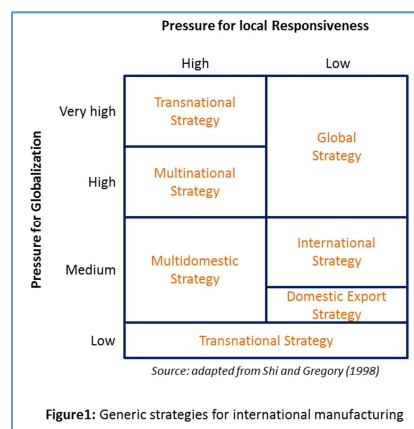 Pressure for local Responsiveness
High Low
Very high
Transnational
Strategy
Global
Strategy
High
Multinational
Strategy
Pressure for Globalization
Medium
Multidomestic
Strategy
International
Strategy
Domestic Export
Strategy
Low
Transnational Strategy
Source: adapted from Shi and Gregory (1998)
Figure1: Generic strategies for international manufacturing